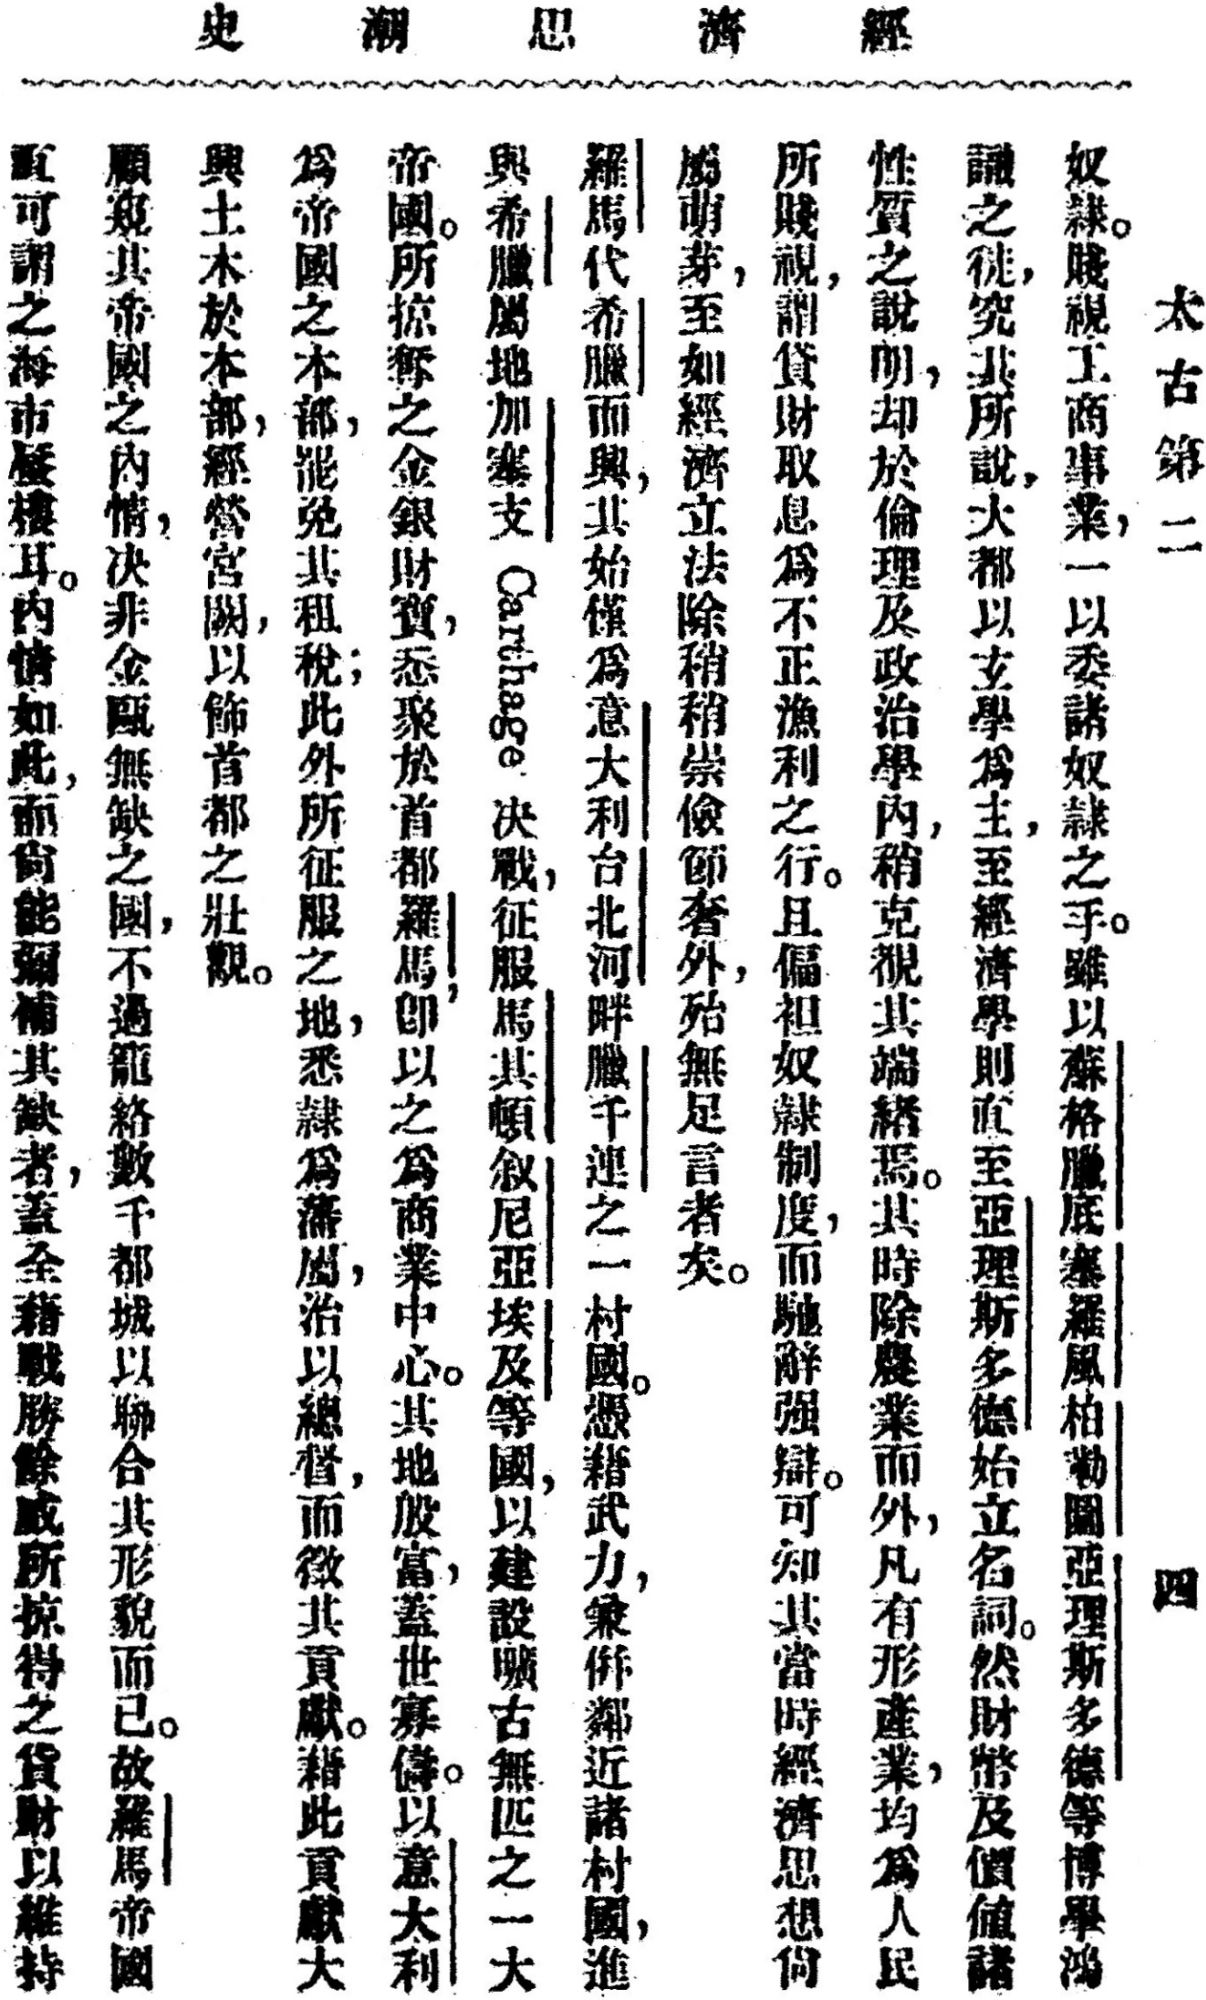 經濟思潮史
太古第二 四
奴隷。賤視工商事業，一以委諸奴隷之手。雖以蘇格臘底塞羅風柏勒圖亞理斯多德等博學鴻
識之徒，究其所說，大都以玄學爲主，至經濟學則直至亞理斯多德始立名詞。然財幣及價値諸
性質之說明，却於倫理及政治學內，稍克覩其端緒焉。其時除農業而外，凡有形產業，均爲人民
所賤視，謂貸財取息爲不正漁利之行。且偏袒奴隷制度，而馳辭强辯。可知其當時經濟思想尙
屬萌芽，至如經濟立法除稍稍崇儉節奢外，殆無足言者矣。
羅馬代希臘而興，其始僅爲意大利台北河畔臘千連之一村國。憑藉武力，兼倂鄰近諸村國，進
與希臘屬地加塞支 Carthage 决戰，征服馬其頓敍尼亞埃及等國，以建設曠古無匹之一大
帝國。所掠奪之金銀財寶，悉聚於首都羅馬，卽以之爲商業中心。其地殷富，蓋世寡儔。以意大利
爲帝國之本部，能免其租稅；此外所征服之地，悉隷爲藩屬，治以總督，而徵其貢獻。藉此貢獻大
興土木於本部，經營宮闕，以飾首都之壯觀。
顧窺其帝國之內情，决非金甌無缺之國，不過籠絡數千都城以聯合其形貌而已。故羅馬帝國
直可謂之海市蜃樓耳。內情如此，而尙能彌補其缺者，蓋全藉戰勝餘威所掠得之貨財以維持